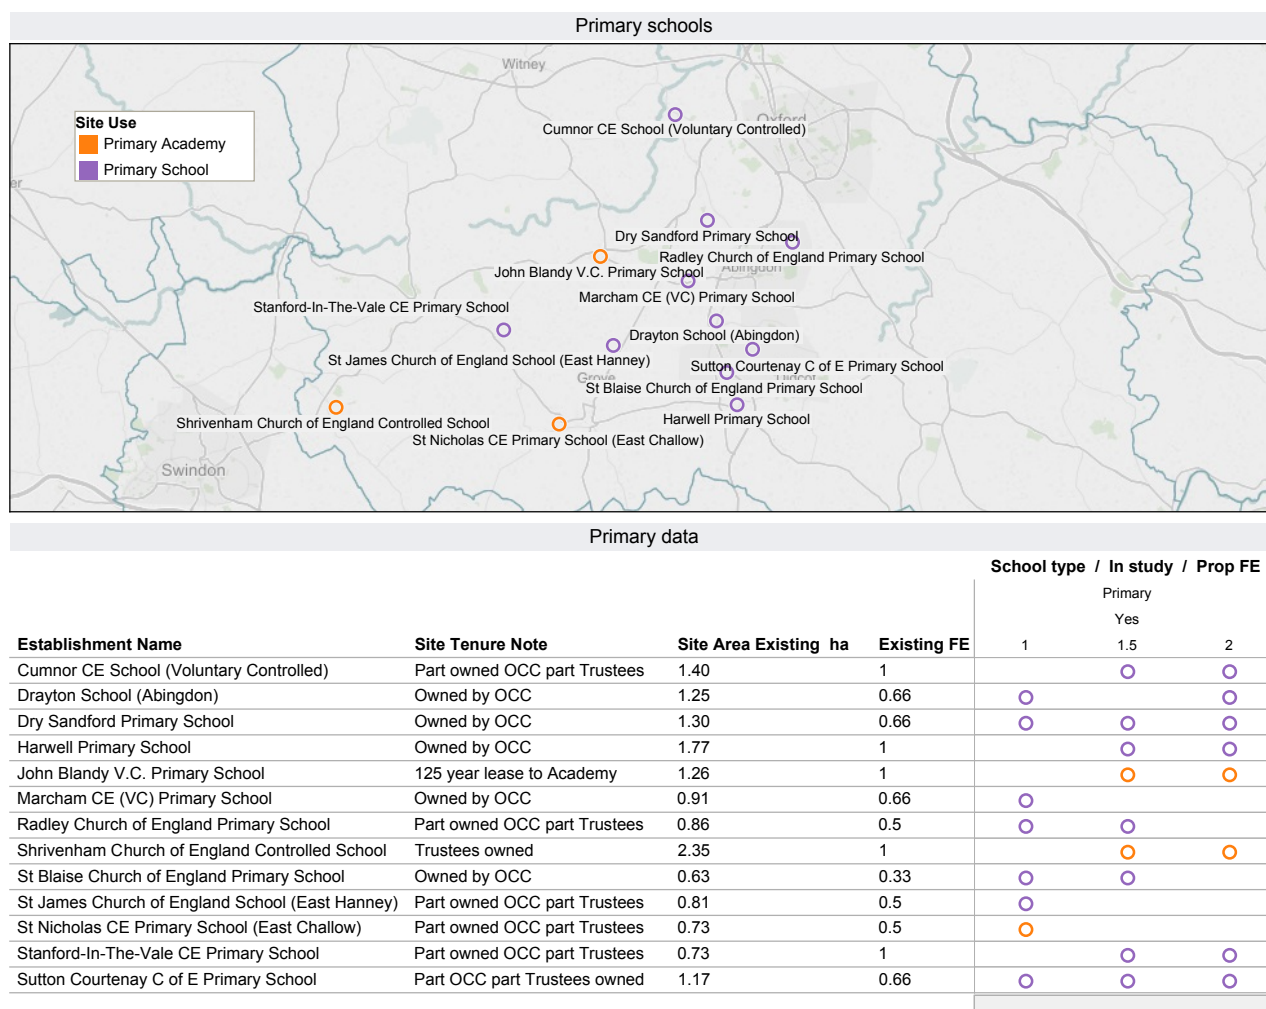 Primary schools
Witney
Oxford
Site Use
Primary Academy
Primary School
er
Cumnor CE School (Voluntary Controlled)
Dry Sandford Primary School
Radley Church of England Primary School
Abingdon
John Blandy V.C. Primary School
Marcham CE (VC) Primary School
Stanford-In-The-Vale CE Primary School
Drayton School (Abingdon)
St James Church of England School (East Hanney)
Sutton Courtenay C of E Primary School
Grove
Didcot
St Blaise Church of England Primary School
Shrivenham Church of England Controlled School
Harwell Primary School
St Nicholas CE Primary School (East Challow)
Swindon
Primary data
School type / In study / Prop FE
Primary
Yes
Establishment Name Site Tenure Note Site Area Existing ha Existing FE 1 1.5 2
Cumnor CE School (Voluntary Controlled) Part owned OCC part Trustees 1.40 1
Drayton School (Abingdon) Owned by OCC 1.25 0.66
Dry Sandford Primary School Owned by OCC 1.30 0.66
Harwell Primary School Owned by OCC 1.77 1
John Blandy V.C. Primary School 125 year lease to Academy 1.26 1
Marcham CE (VC) Primary School Owned by OCC 0.91 0.66
Radley Church of England Primary School Part owned OCC part Trustees 0.86 0.5
Shrivenham Church of England Controlled School Trustees owned 2.35 1
St Blaise Church of England Primary School Owned by OCC 0.63 0.33
St James Church of England School (East Hanney) Part owned OCC part Trustees 0.81 0.5
St Nicholas CE Primary School (East Challow) Part owned OCC part Trustees 0.73 0.5
Stanford-In-The-Vale CE Primary School Part owned OCC part Trustees 0.73 1
Sutton Courtenay C of E Primary School Part OCC part Trustees owned 1.17 0.66